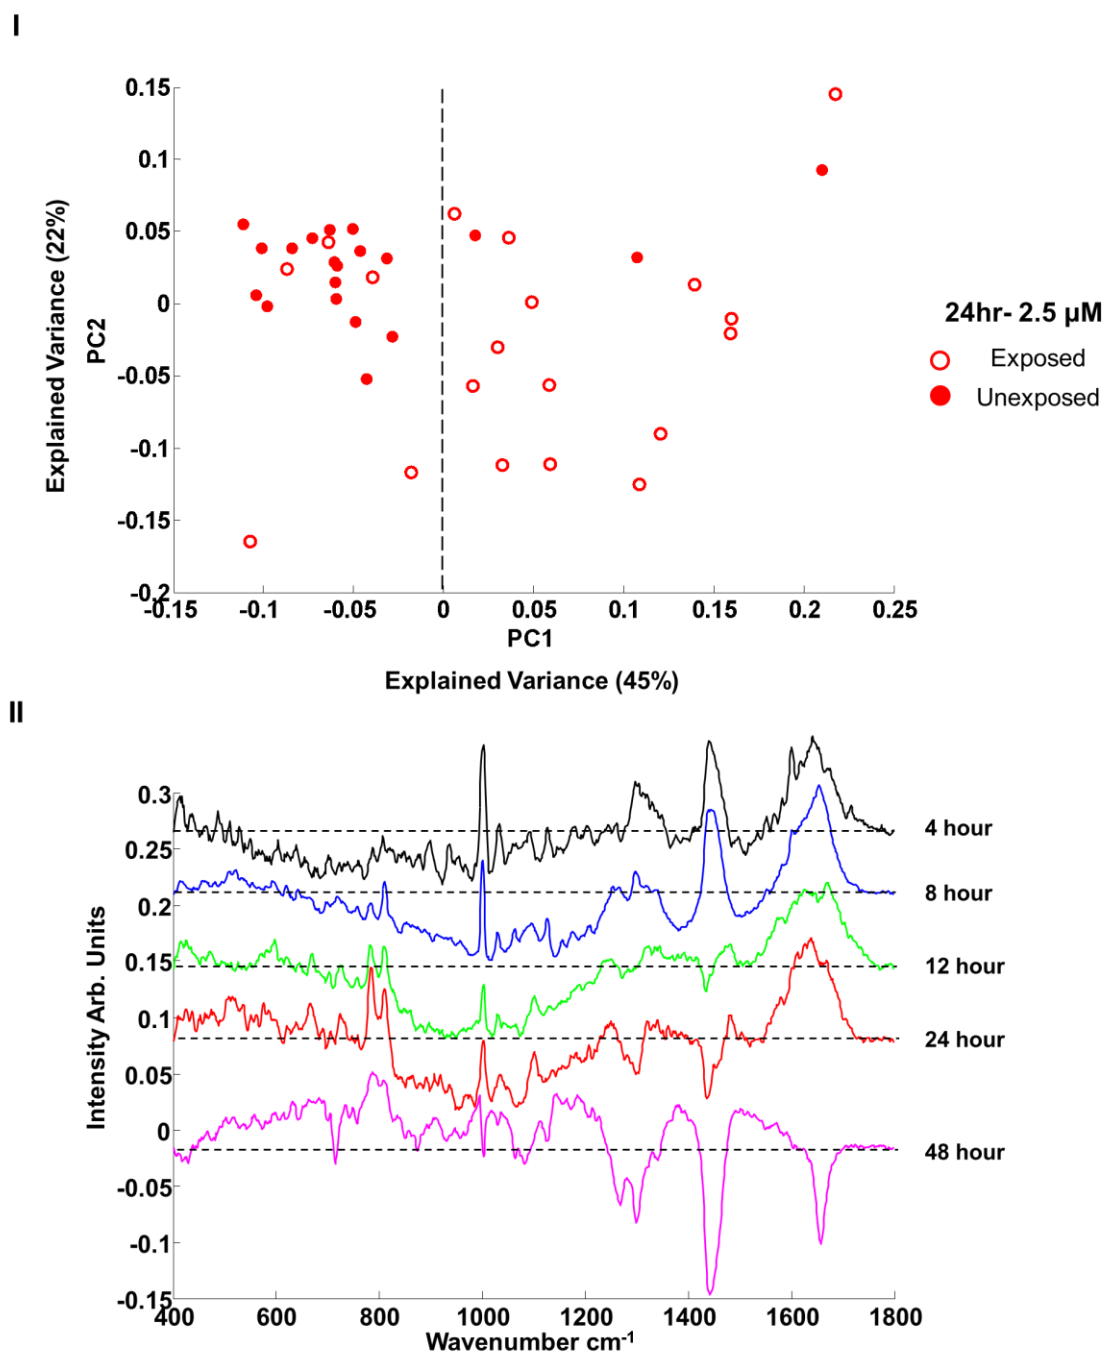 I
0.15
0.1
0.05
0
-0.05
-0.1
-0.15
-0.2
Explained Variance (22%)
PC2
-0.15
-0.1
-0.05
0
0.05
0.1
0.15
0.2
0.25
PC1
Explained Variance (45%)
24hr- 2.5 µM
Exposed
Unexposed
II
0.3
0.25
0.2
0.15
0.1
0.05
0
-0.05
-0.1
-0.15
Intensity Arb. Units
4 hour
8 hour
12 hour
24 hour
48 hour
400
600
800
1000
1200
1400
1600
1800
Wavenumber cm⁻¹